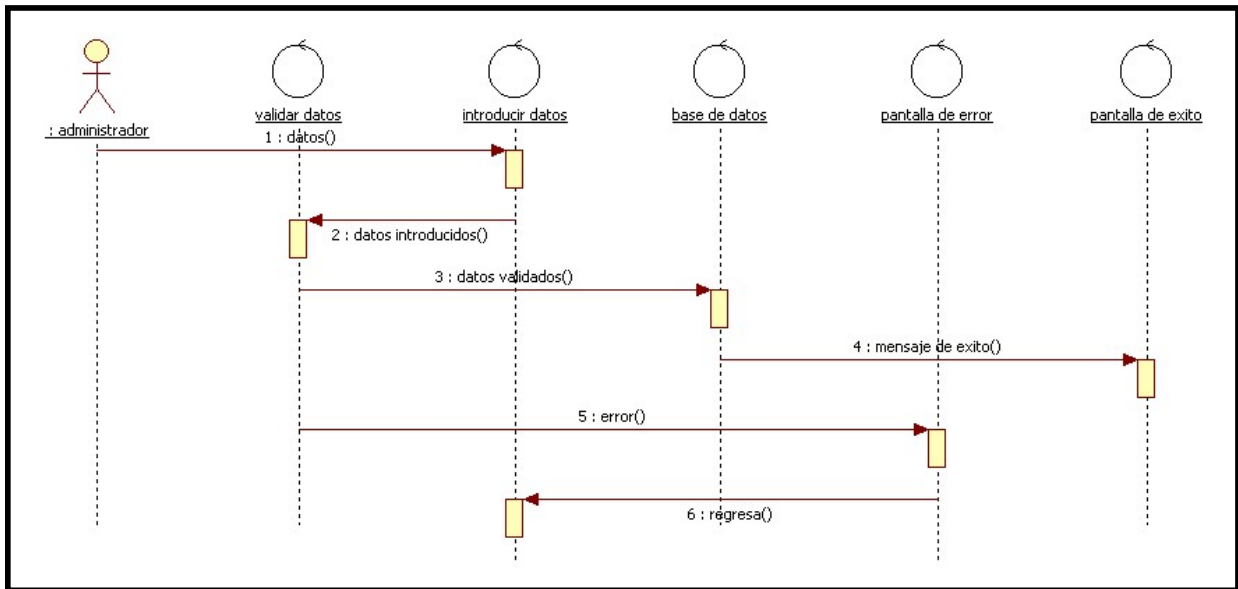 : administrador
validar datos
introducir datos
base de datos
pantalla de error
pantalla de exito
1 : datos()
2 : datos introducidos()
3 : datos validados()
4 : mensaje de exito()
5 : error()
6 : regresa()